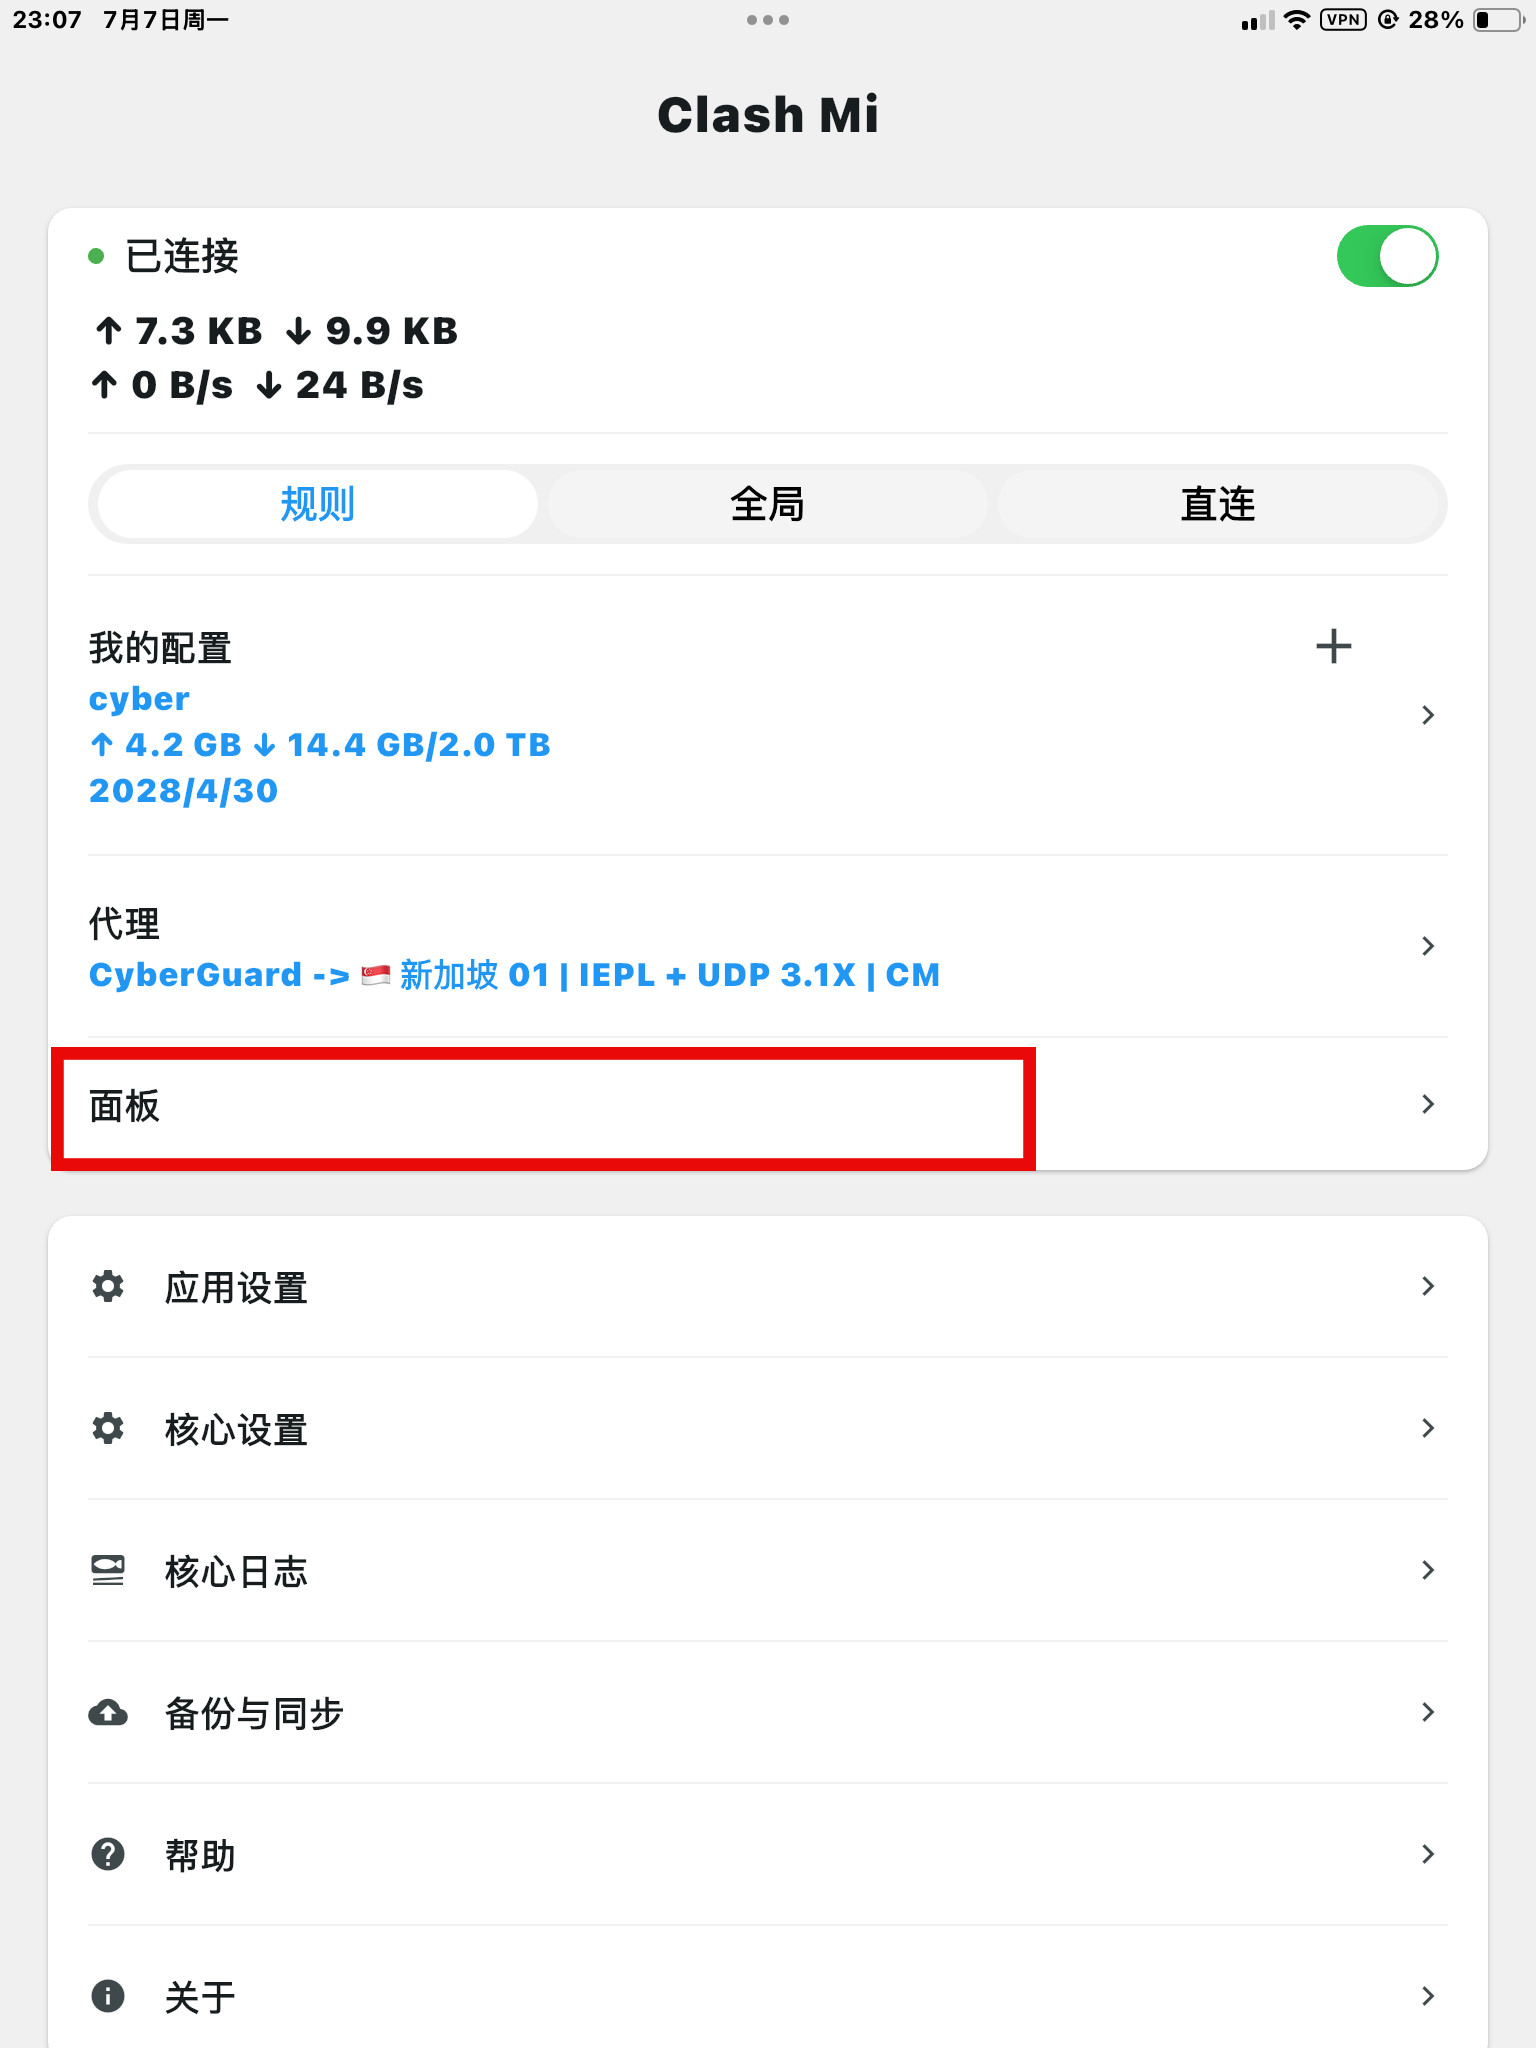 23:07 7月7日周一
VPN 28%
Clash Mi
已连接
↑ 7.3 KB ↓ 9.9 KB
↑ 0 B/s ↓ 24 B/s
规则 全局 直连
我的配置
cyber
↑ 4.2 GB ↓ 14.4 GB/2.0 TB
2028/4/30
代理
CyberGuard -> 🇸🇬 新加坡 01 | IEPL + UDP 3.1X | CM
面板
应用设置
核心设置
核心日志
备份与同步
帮助
关于